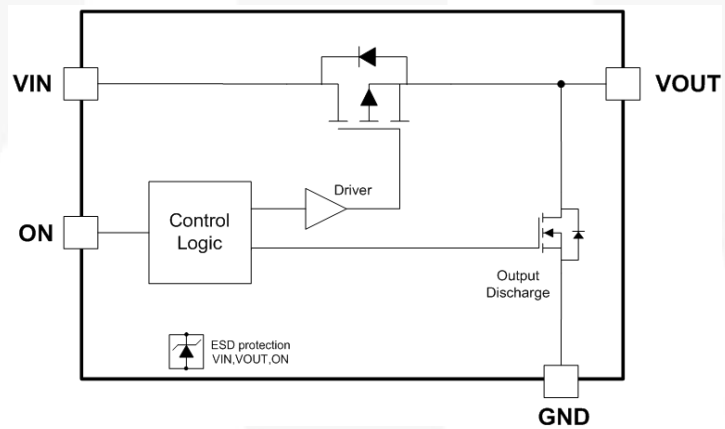 VIN
VOUT
Driver
ON
Control
Logic
Output
Discharge
ESD protection
VIN,VOUT,ON
GND